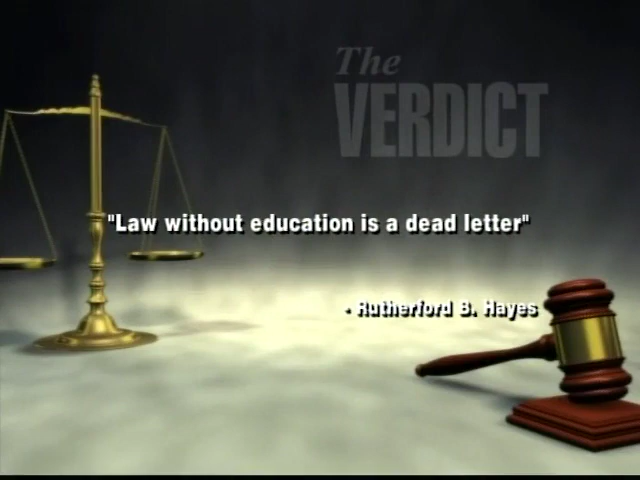 The
VERDICT
"Law without education is a dead letter"
- Rutherford B. Hayes